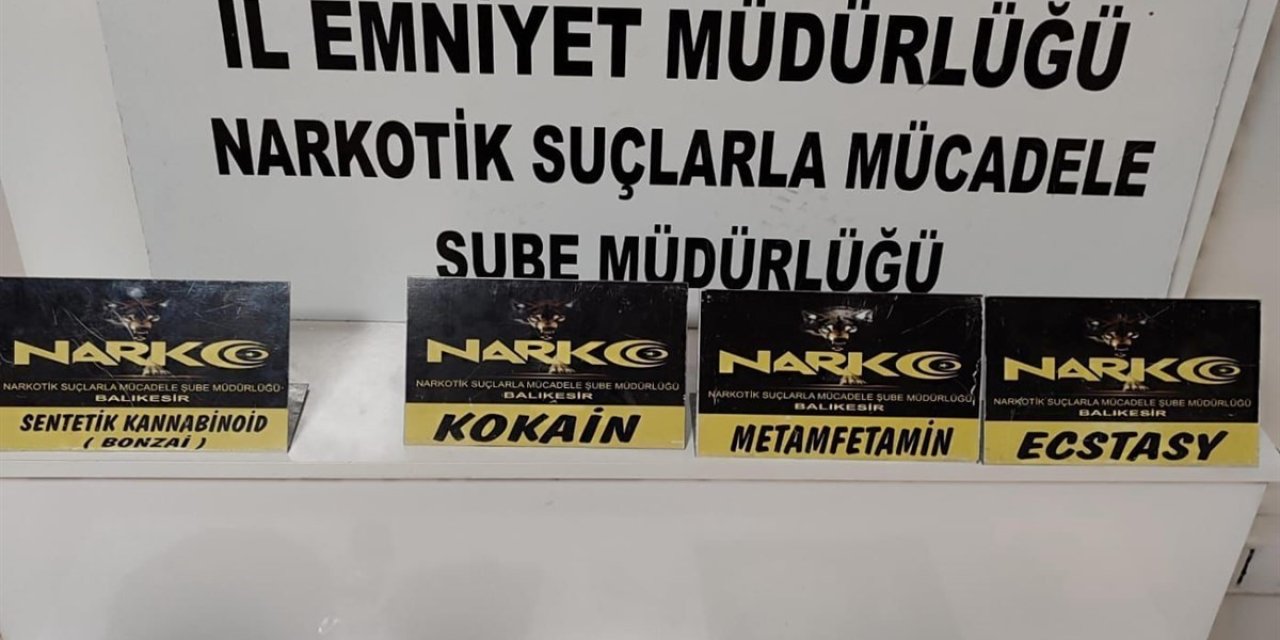 İL EMNİYET MÜDÜRLÜĞÜ
NARKOTİK SUÇLARLA MÜCADELE
ŞUBE MÜDÜRLÜĞÜ
NARKO
NARKOTİK SUÇLARLA MÜCADELE ŞUBE MÜDÜRLÜĞÜ
BALIKESİR
SENTETİK KANNABİNOİD
( BONZAİ )
NARKO
NARKOTİK SUÇLARLA MÜCADELE ŞUBE MÜDÜRLÜĞÜ
BALIKESİR
KOKAİN
NARKO
NARKOTİK SUÇLARLA MÜCADELE ŞUBE MÜDÜRLÜĞÜ
BALIKESİR
METAMFETAMİN
NARKO
NARKOTİK SUÇLARLA MÜCADELE ŞUBE MÜDÜRLÜĞÜ
BALIKESİR
ECSTASY